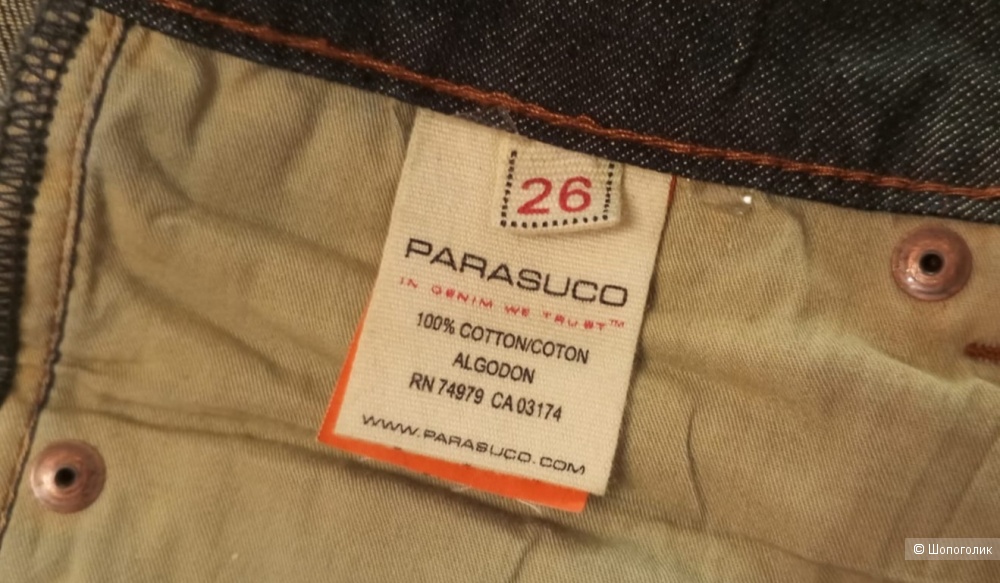 26
PARASUCO
IN DENIM WE TRUST™
100% COTTON/COTON
ALGODON
RN 74979 CA 03174
WWW.PARASUCO.COM
© Шопоголик